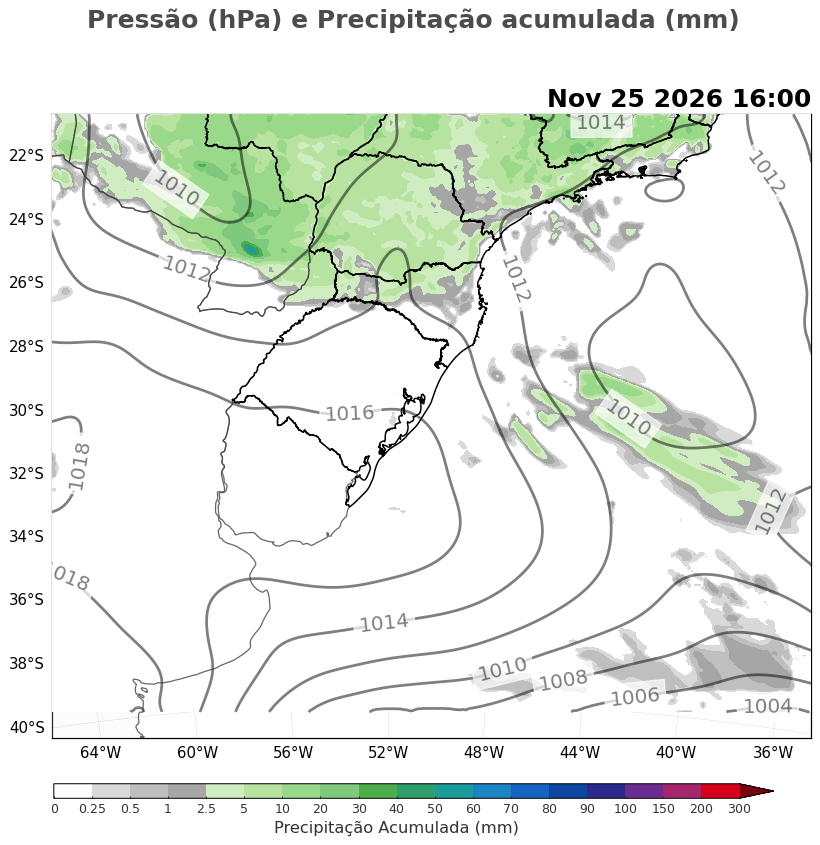 Pressão (hPa) e Precipitação acumulada (mm)
Nov 25 2026 16:00
1014
22°S
1012
1010
24°S
1012
1012
26°S
28°S
1010
30°S
1016
1018
32°S
1012
34°S
1018
36°S
1014
1010
38°S
1008
1006
1004
40°S
64°W 60°W 56°W 52°W 48°W 44°W 40°W 36°W
0 0.25 0.5 1 2.5 5 10 20 30 40 50 60 70 80 90 100 150 200 300
Precipitação Acumulada (mm)